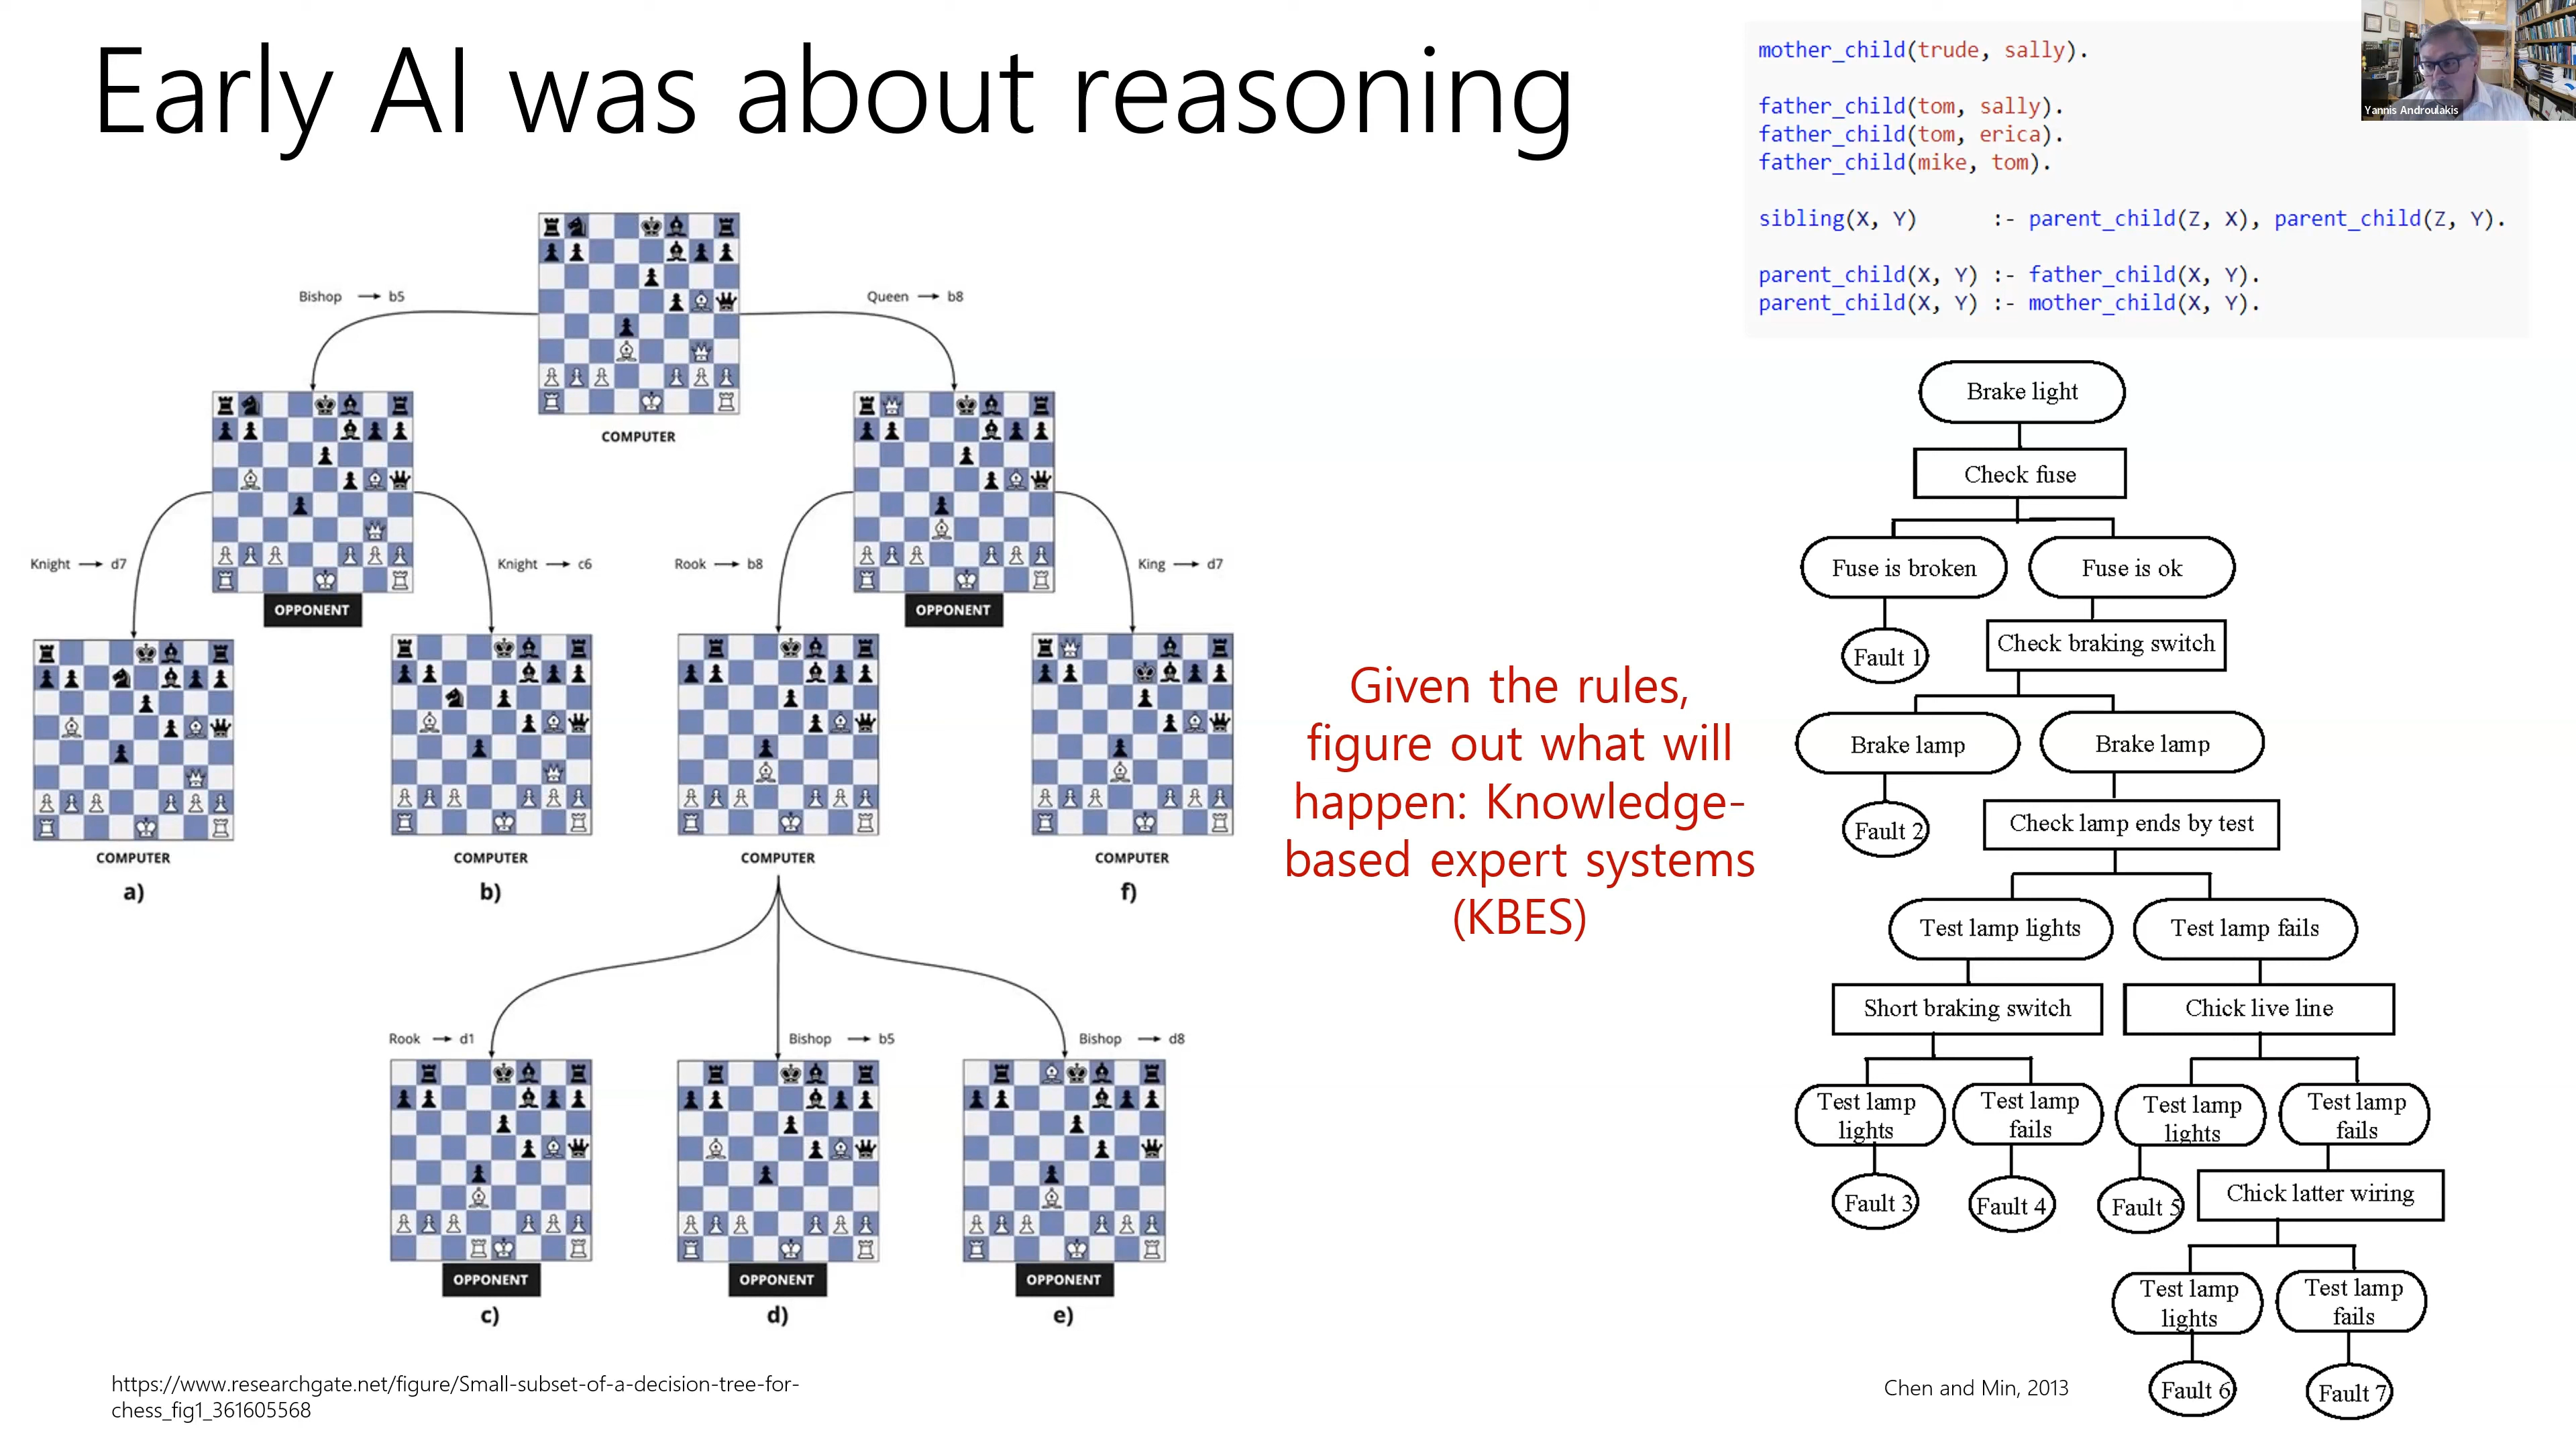 Early AI was about reasoning
mother_child(trude, sally).
father_child(tom, sally).
father_child(tom, erica).
father_child(mike, tom).
sibling(X, Y) :- parent_child(Z, X), parent_child(Z, Y).
parent_child(X, Y) :- father_child(X, Y).
parent_child(X, Y) :- mother_child(X, Y).
Yannis Androulakis
Bishop → b5
Queen → b8
COMPUTER
Knight → d7
Knight → c6
Rook → b8
King → d7
OPPONENT
OPPONENT
COMPUTER
COMPUTER
COMPUTER
COMPUTER
a)
b)
f)
Rook → d1
Bishop → b5
Bishop → d8
OPPONENT
OPPONENT
OPPONENT
c)
d)
e)
https://www.researchgate.net/figure/Small-subset-of-a-decision-tree-for-
chess_fig1_361605568
Given the rules,
figure out what will
happen: Knowledge-
based expert systems
(KBES)
Brake light
Check fuse
Fuse is broken
Fuse is ok
Fault 1
Check braking switch
Brake lamp
Brake lamp
Fault 2
Check lamp ends by test
Test lamp lights
Test lamp fails
Short braking switch
Chick live line
Test lamp
lights
Test lamp
fails
Test lamp
lights
Test lamp
fails
Fault 3
Fault 4
Fault 5
Chick latter wiring
Test lamp
lights
Test lamp
fails
Fault 6
Fault 7
Chen and Min, 2013